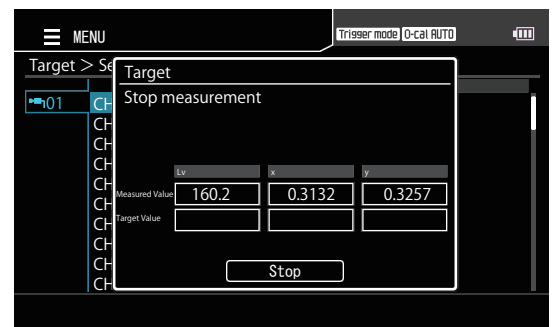 MENU
Trigger mode 0-cal AUTO
Target > Se
Target
Stop measurement
01
CH
CH
CH
CH
CH
CH
CH
CH
CH
CH
Lv x y
Measured Value 160.2 0.3132 0.3257
Target Value
Stop